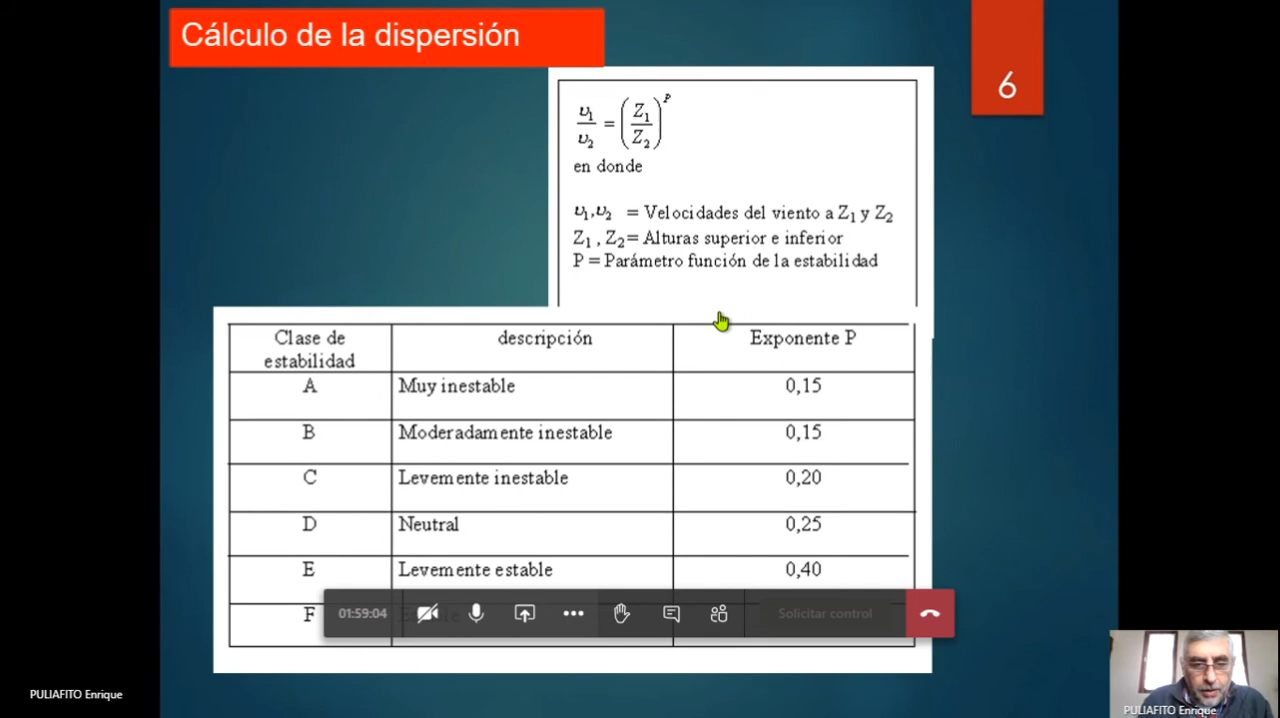 Cálculo de la dispersión
6
υ₁/υ₂ = (Z₁/Z₂)^p
en donde
υ₁,υ₂ = Velocidades del viento a Z₁ y Z₂
Z₁ , Z₂= Alturas superior e inferior
P = Parámetro función de la estabilidad
Clase de estabilidad descripción Exponente P
A Muy inestable 0,15
B Moderadamente inestable 0,15
C Levemente inestable 0,20
D Neutral 0,25
E Levemente estable 0,40
F
01:59:04 Solicitar control
PULIAFITO Enrique
PULIAFITO Enrique